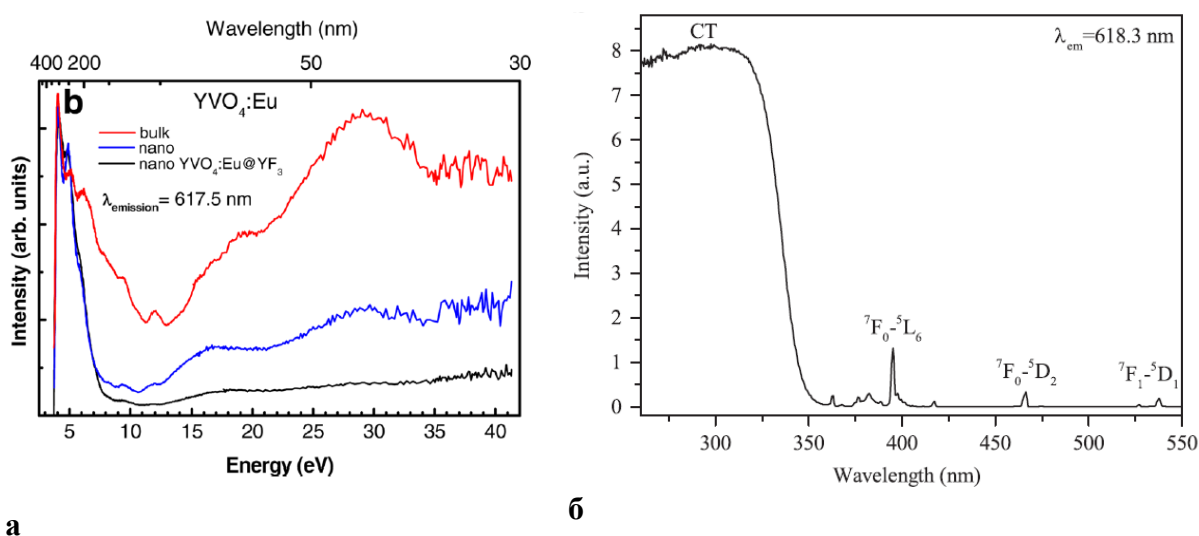 Wavelength (nm)
400 200 50 30
b YVO₄:Eu
bulk
nano
nano YVO₄:Eu@YF₃
λemission= 617.5 nm
Intensity (arb. units)
5 10 15 20 25 30 35 40
Energy (eV)
а
CT
λem=618.3 nm
8
7
6
5
4
3
2
1
0
Intensity (a.u.)
⁷F₀-⁵L₆
⁷F₀-⁵D₂
⁷F₁-⁵D₁
300 350 400 450 500 550
Wavelength (nm)
б